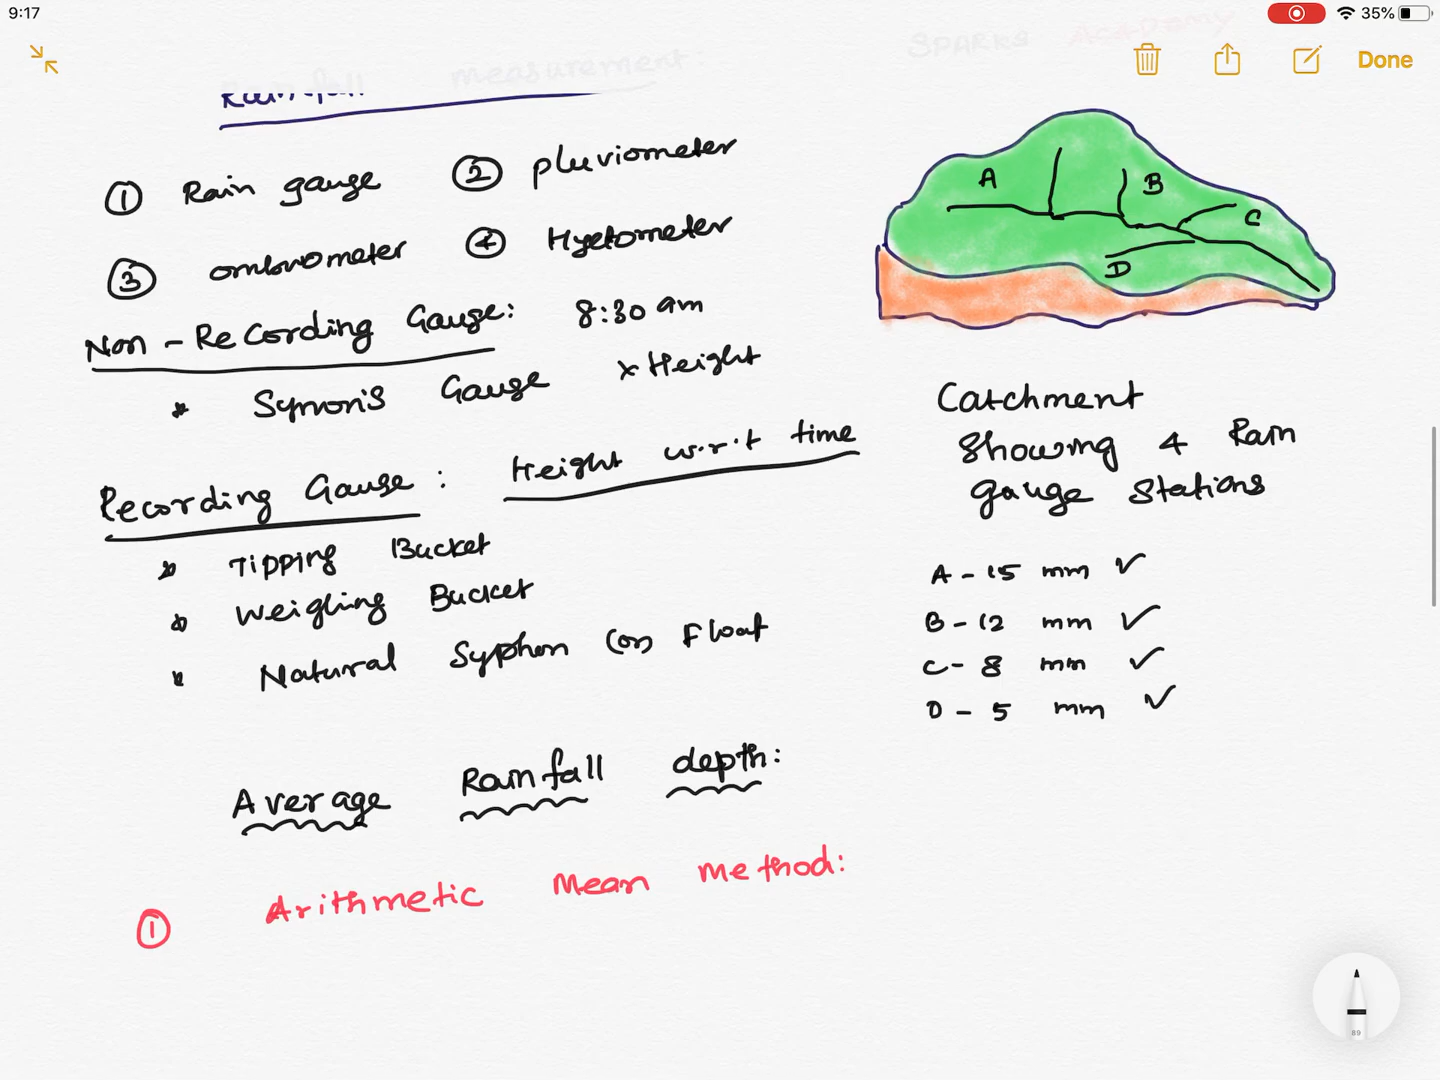 9:17
35%
SPARKS Academy
Done
Rainfall measurement
① Rain gauge ② pluviometer
③ ombrometer ④ Hyetometer
Non - Recording Gauge: 8:30 am
* Symon's Gauge x Height
Recording Gauge : Height w.r.t time
* Tipping Bucket
* Weighing Bucket
* Natural Syphon (or) Float
Average Rainfall depth:
① Arithmetic Mean method:
A
B
C
D
Catchment
Showing 4 Rain
gauge Stations
A - 15 mm ✓
B - 12 mm ✓
C - 8 mm ✓
D - 5 mm ✓
89